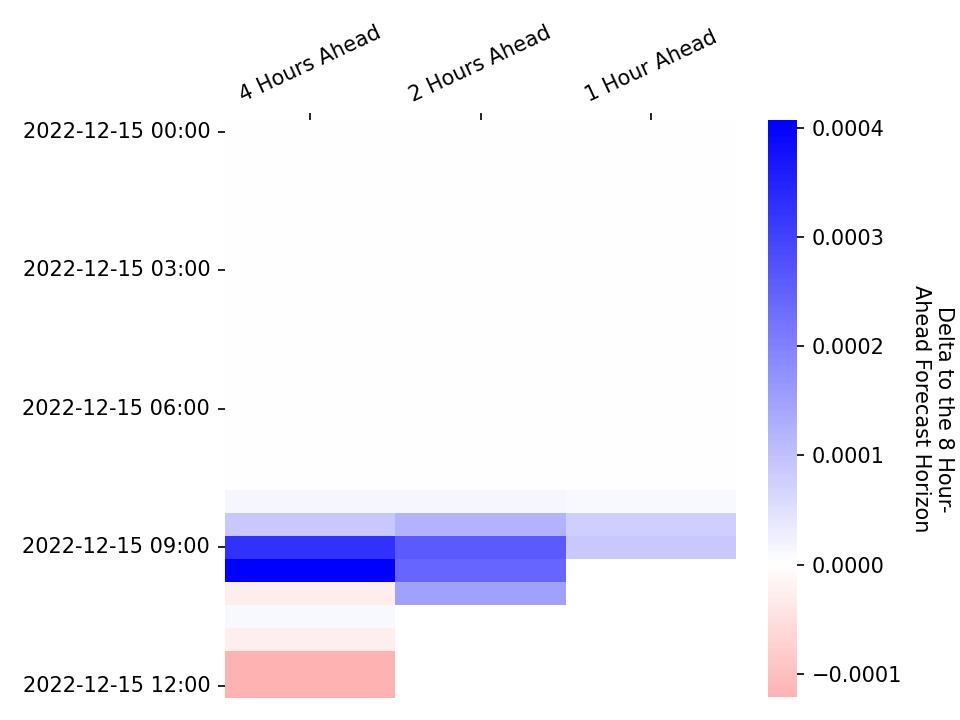 4 Hours Ahead
2 Hours Ahead
1 Hour Ahead
2022-12-15 00:00
2022-12-15 03:00
2022-12-15 06:00
2022-12-15 09:00
2022-12-15 12:00
0.0004
0.0003
0.0002
0.0001
0.0000
−0.0001
Delta to the 8 Hour-
Ahead Forecast Horizon